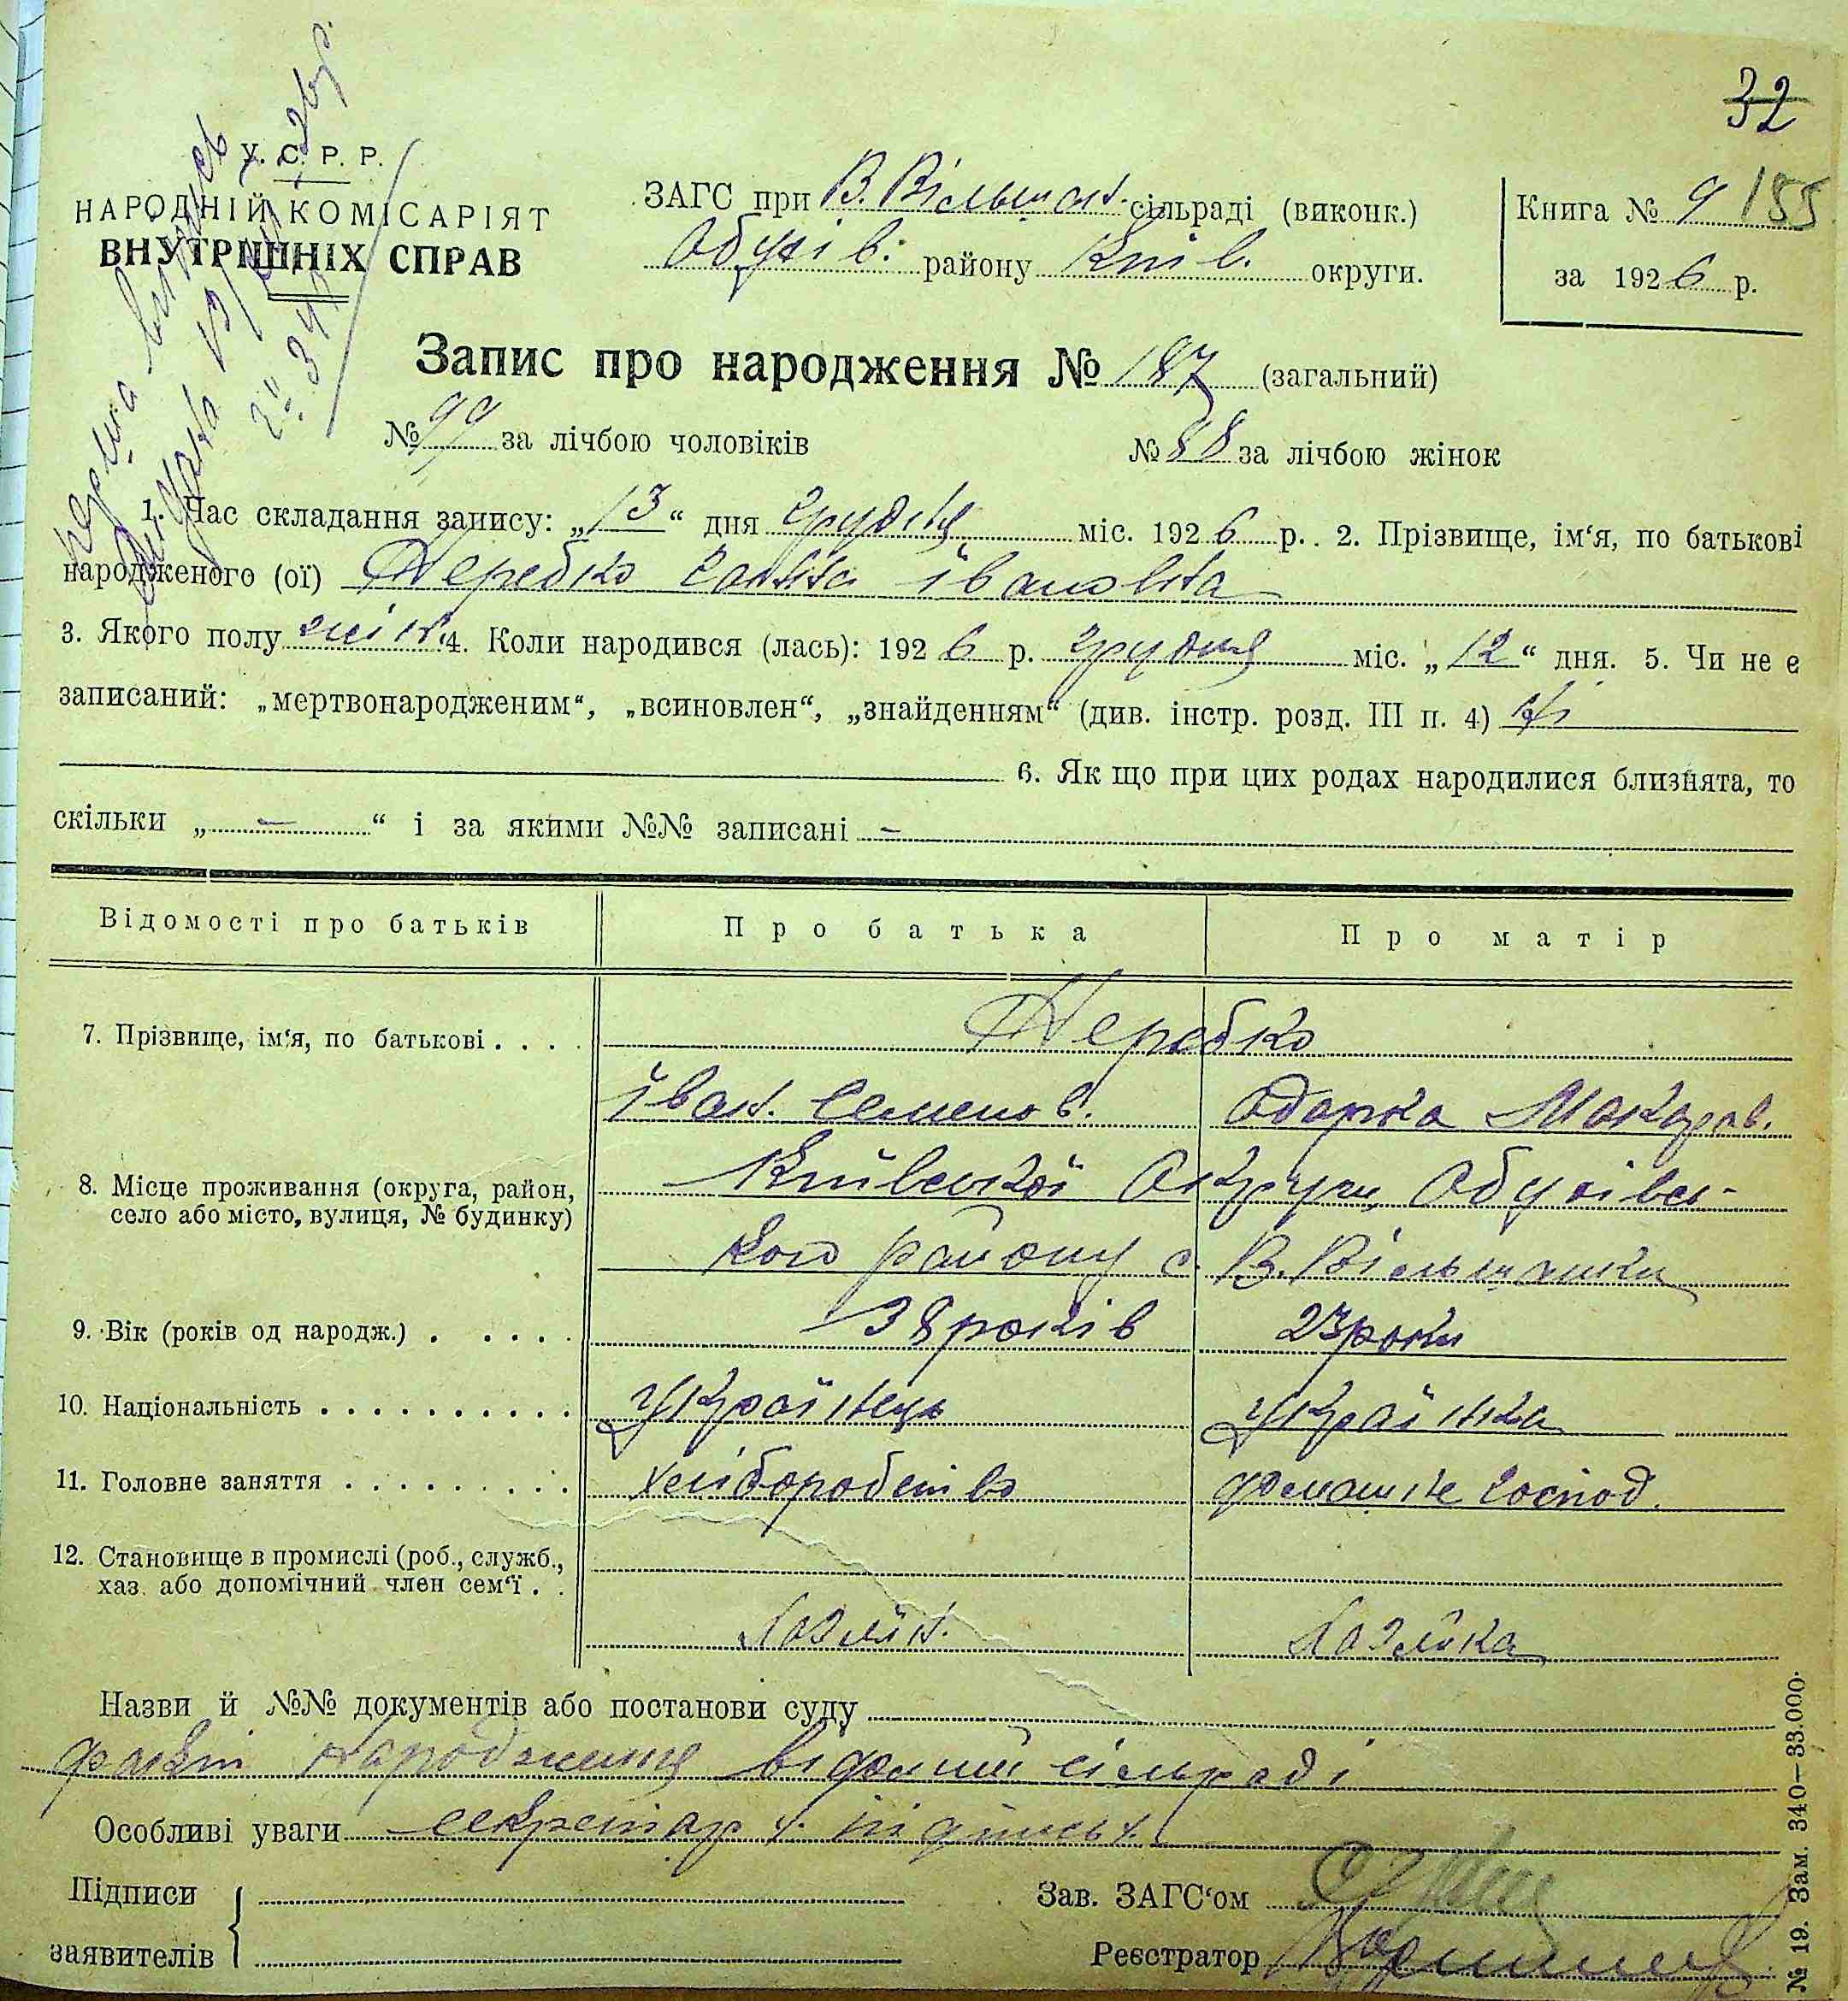 32
У. С. Р. Р.
НАРОДНІЙ КОМІСАРІЯТ
ВНУТРІШНІХ СПРАВ
ЗАГС при В. Вільшан. сільраді (виконк.)
Обухів. району Київ. округи.
Книга № 9 155
за 1926 р.
Запис про народження № 187 (загальний)
№ 99 за лічбою чоловіків № 88 за лічбою жінок
1. Час складання запису: „13“ дня грудня міс. 1926 р. 2. Прізвище, ім‘я, по батькові
народженого (ої) Деребко Ганна івановна
3. Якого полу жін. 4. Коли народився (лась): 1926 р. грудня міс. „12“ дня. 5. Чи не є
записаний: „мертвонародженим“, „всиновлен“, „знайденням“ (див. інстр. розд. III п. 4) ні
6. Як що при цих родах народилися близнята, то
скільки „ – “ і за якими №№ записані –
Відомості про батьків Про батька Про матір
7. Прізвище, ім‘я, по батькові . . . . Деребко
іван. Семенов. Одарка Макаров.
8. Місце проживання (округа, район, Київської Округи, Обухівсь-
село або місто, вулиця, № будинку)
кого району с. В. Вільшанки
9. Вік (років од народж.) . . . . . 38 років 23 роки
10. Національність . . . . . . . . . . Українець Українка
11. Головне заняття . . . . . . . . . . хліборобство домашнє господ.
12. Становище в промислі (роб., служб.,
хаз. або допомічний член сем‘ї . .
Хазяїн. Хазяйка
Назви й №№ документів або постанови суду
факт народження відомий сільраді
Особливі уваги секретар
Підписи Зав. ЗАГС‘ом
заявителів Реєстратор
№ 19. Зам. 340–33.000.